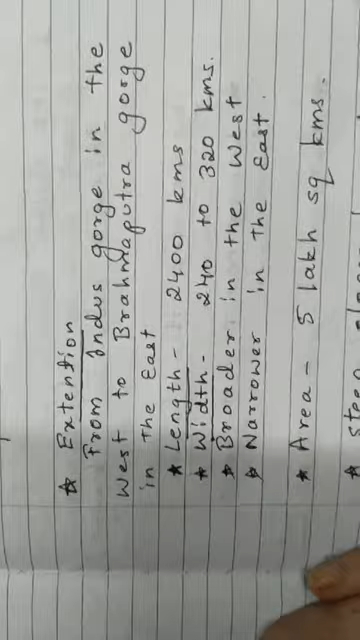 ☆ Extention
From Indus gorge in the
West to Brahmaputra gorge
in the East
★ Length - 2400 kms
★ Width - 240 to 320 kms.
★ Broader in the West
★ Narrower in the East.
★ Area - 5 lakh sq kms.
★ steep